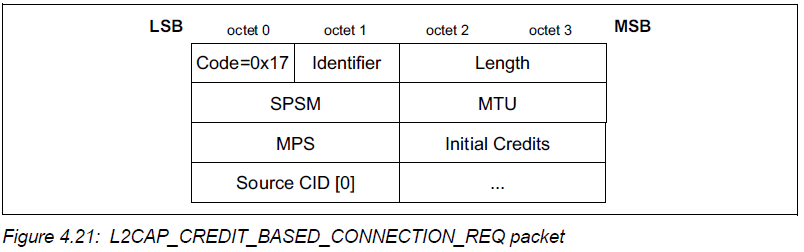 LSB octet 0 octet 1 octet 2 octet 3 MSB
Code=0x17 Identifier Length
SPSM MTU
MPS Initial Credits
Source CID [0] ...
Figure 4.21: L2CAP_CREDIT_BASED_CONNECTION_REQ packet